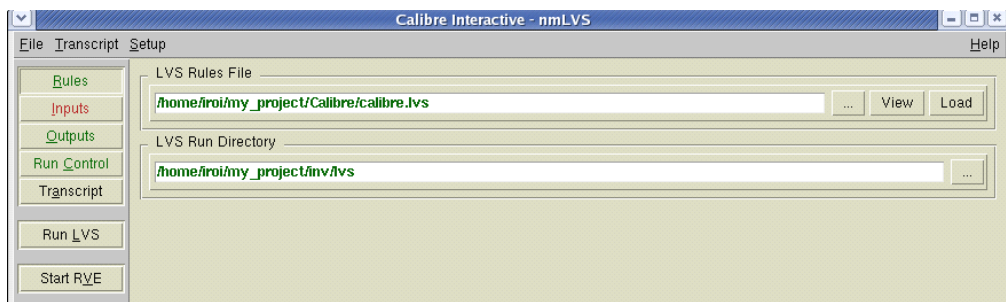 Calibre Interactive - nmLVS
File Transcript Setup Help
Rules
Inputs
Outputs
Run Control
Transcript
Run LVS
Start RVE
LVS Rules File
/home/iroi/my_project/Calibre/calibre.lvs ... View Load
LVS Run Directory
/home/iroi/my_project/inv/lvs ...